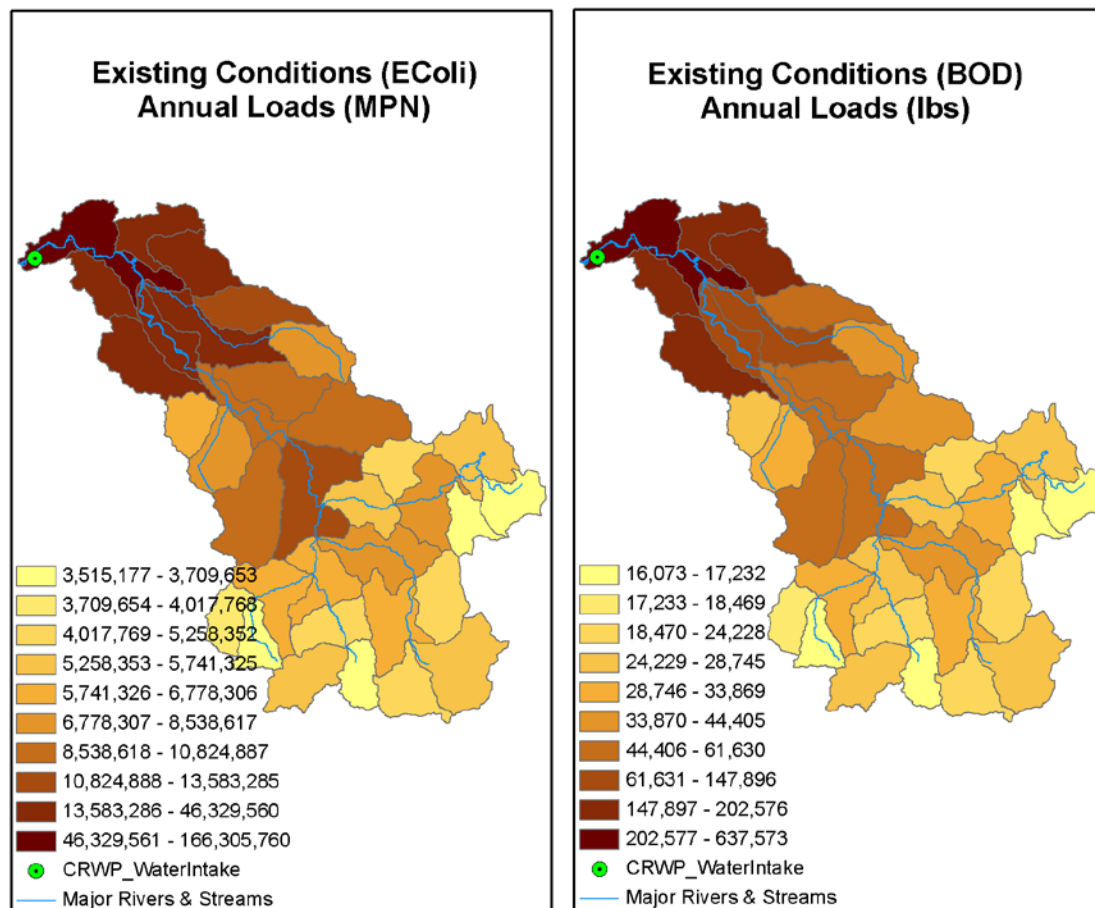 Existing Conditions (EColi)
Annual Loads (MPN)
3,515,177 - 3,709,653
3,709,654 - 4,017,768
4,017,769 - 5,258,352
5,258,353 - 5,741,325
5,741,326 - 6,778,306
6,778,307 - 8,538,617
8,538,618 - 10,824,887
10,824,888 - 13,583,285
13,583,286 - 46,329,560
46,329,561 - 166,305,760
CRWP_WaterIntake
Major Rivers & Streams
Existing Conditions (BOD)
Annual Loads (lbs)
16,073 - 17,232
17,233 - 18,469
18,470 - 24,228
24,229 - 28,745
28,746 - 33,869
33,870 - 44,405
44,406 - 61,630
61,631 - 147,896
147,897 - 202,576
202,577 - 637,573
CRWP_WaterIntake
Major Rivers & Streams